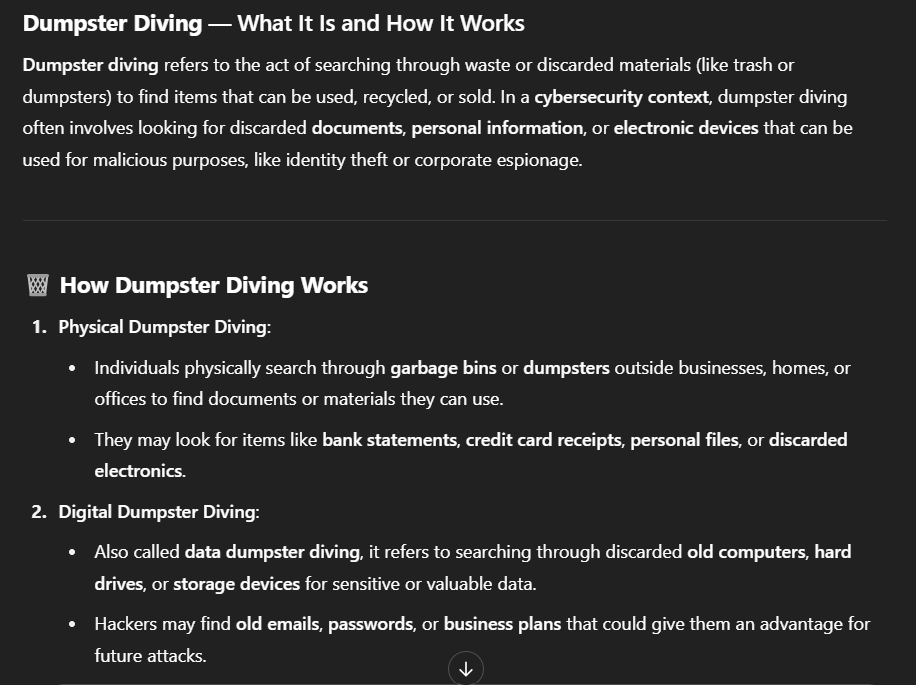 Dumpster Diving — What It Is and How It Works
Dumpster diving refers to the act of searching through waste or discarded materials (like trash or
dumpsters) to find items that can be used, recycled, or sold. In a cybersecurity context, dumpster diving
often involves looking for discarded documents, personal information, or electronic devices that can be
used for malicious purposes, like identity theft or corporate espionage.
🗑 How Dumpster Diving Works
1. Physical Dumpster Diving:
• Individuals physically search through garbage bins or dumpsters outside businesses, homes, or
offices to find documents or materials they can use.
• They may look for items like bank statements, credit card receipts, personal files, or discarded
electronics.
2. Digital Dumpster Diving:
• Also called data dumpster diving, it refers to searching through discarded old computers, hard
drives, or storage devices for sensitive or valuable data.
• Hackers may find old emails, passwords, or business plans that could give them an advantage for
future attacks.